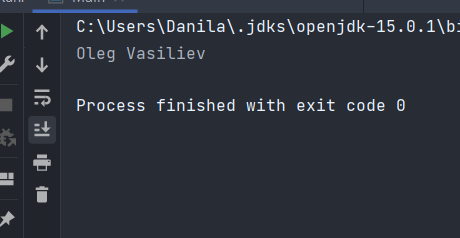 C:\Users\Danila\.jdks\openjdk-15.0.1\bi
Oleg Vasiliev
Process finished with exit code 0